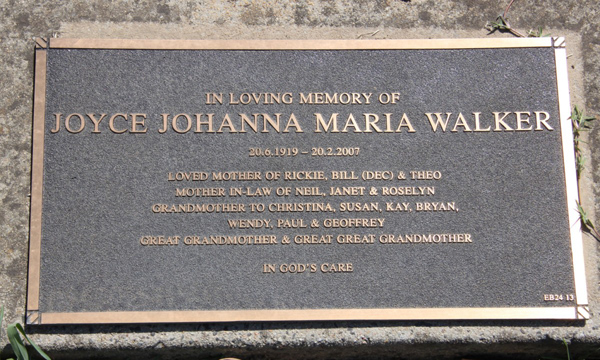 IN LOVING MEMORY OF
JOYCE JOHANNA MARIA WALKER
20.6.1919 – 20.2.2007
LOVED MOTHER OF RICKIE, BILL (DEC) & THEO
MOTHER IN-LAW OF NEIL, JANET & ROSELYN
GRANDMOTHER TO CHRISTINA, SUSAN, KAY, BRYAN,
WENDY, PAUL & GEOFFREY
GREAT GRANDMOTHER & GREAT GREAT GRANDMOTHER
IN GOD'S CARE
EB24 13